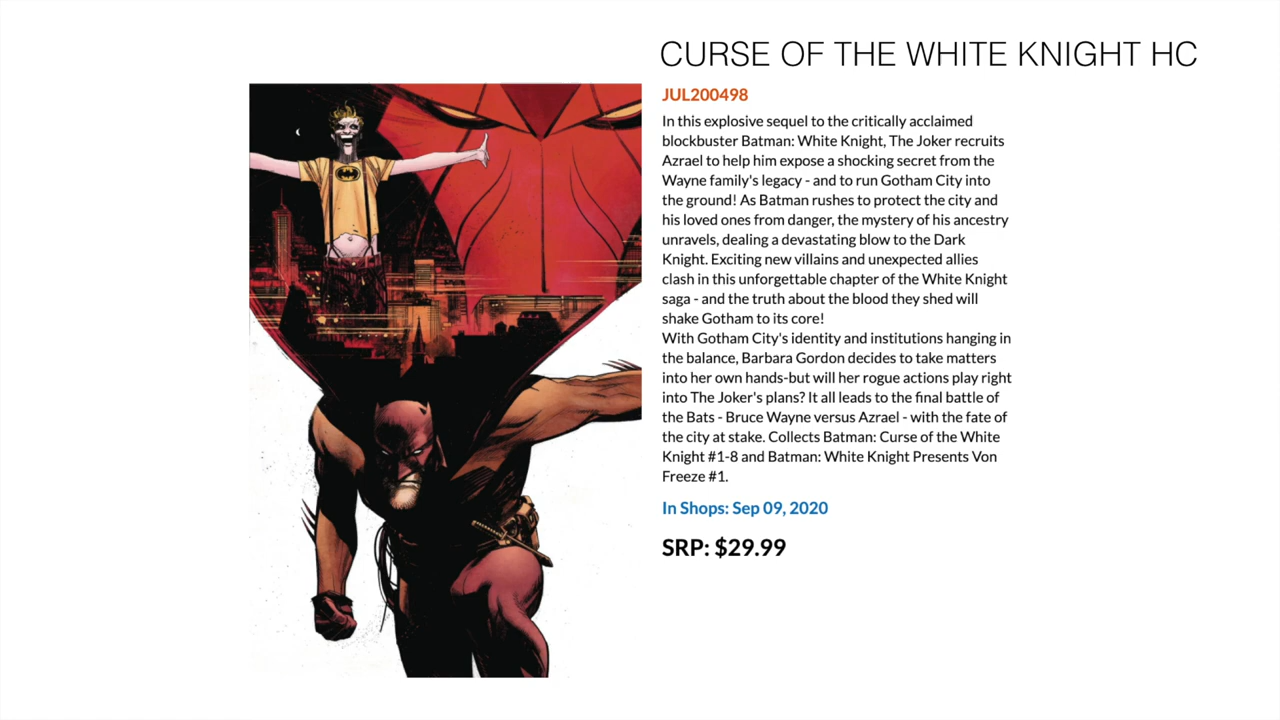 CURSE OF THE WHITE KNIGHT HC
JUL200498
In this explosive sequel to the critically acclaimed
blockbuster Batman: White Knight, The Joker recruits
Azrael to help him expose a shocking secret from the
Wayne family's legacy - and to run Gotham City into
the ground! As Batman rushes to protect the city and
his loved ones from danger, the mystery of his ancestry
unravels, dealing a devastating blow to the Dark
Knight. Exciting new villains and unexpected allies
clash in this unforgettable chapter of the White Knight
saga - and the truth about the blood they shed will
shake Gotham to its core!
With Gotham City's identity and institutions hanging in
the balance, Barbara Gordon decides to take matters
into her own hands-but will her rogue actions play right
into The Joker's plans? It all leads to the final battle of
the Bats - Bruce Wayne versus Azrael - with the fate of
the city at stake. Collects Batman: Curse of the White
Knight #1-8 and Batman: White Knight Presents Von
Freeze #1.
In Shops: Sep 09, 2020
SRP: $29.99